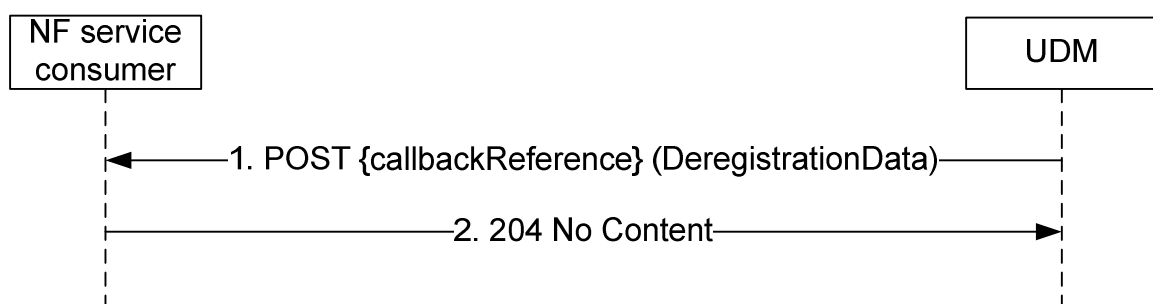 NF service
consumer
UDM
1. POST {callbackReference} (DeregistrationData)
2. 204 No Content